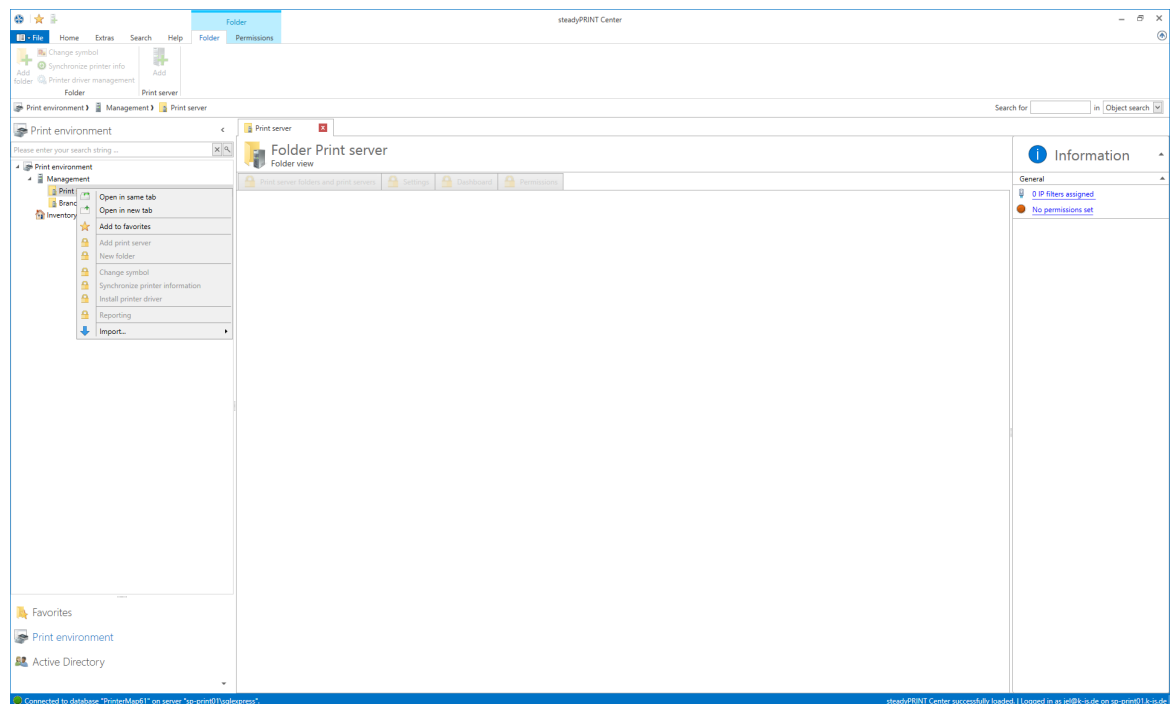 Folder
steadyPRINT Center
File Home Extras Search Help Folder Permissions
Add folder
Change symbol
Synchronize printer info
Printer driver management
Add
Folder
Print server
Print environment Management Print server
Search for in Object search
Print environment
Please enter your search string ...
Print environment
Management
Print
Branc
Inventory
Open in same tab
Open in new tab
Add to favorites
Add print server
New folder
Change symbol
Synchronize printer information
Install printer driver
Reporting
Import...
Print server
Folder Print server
Folder view
Print server folders and print servers Settings Dashboard Permissions
Information
General
0 IP filters assigned
No permissions set
Favorites
Print environment
Active Directory
Connected to database "PrinterMap61" on server "sp-print01\sqlexpress".
steadyPRINT Center successfully loaded. | Logged in as iel@k-is.de on sp-print01.k-is.de